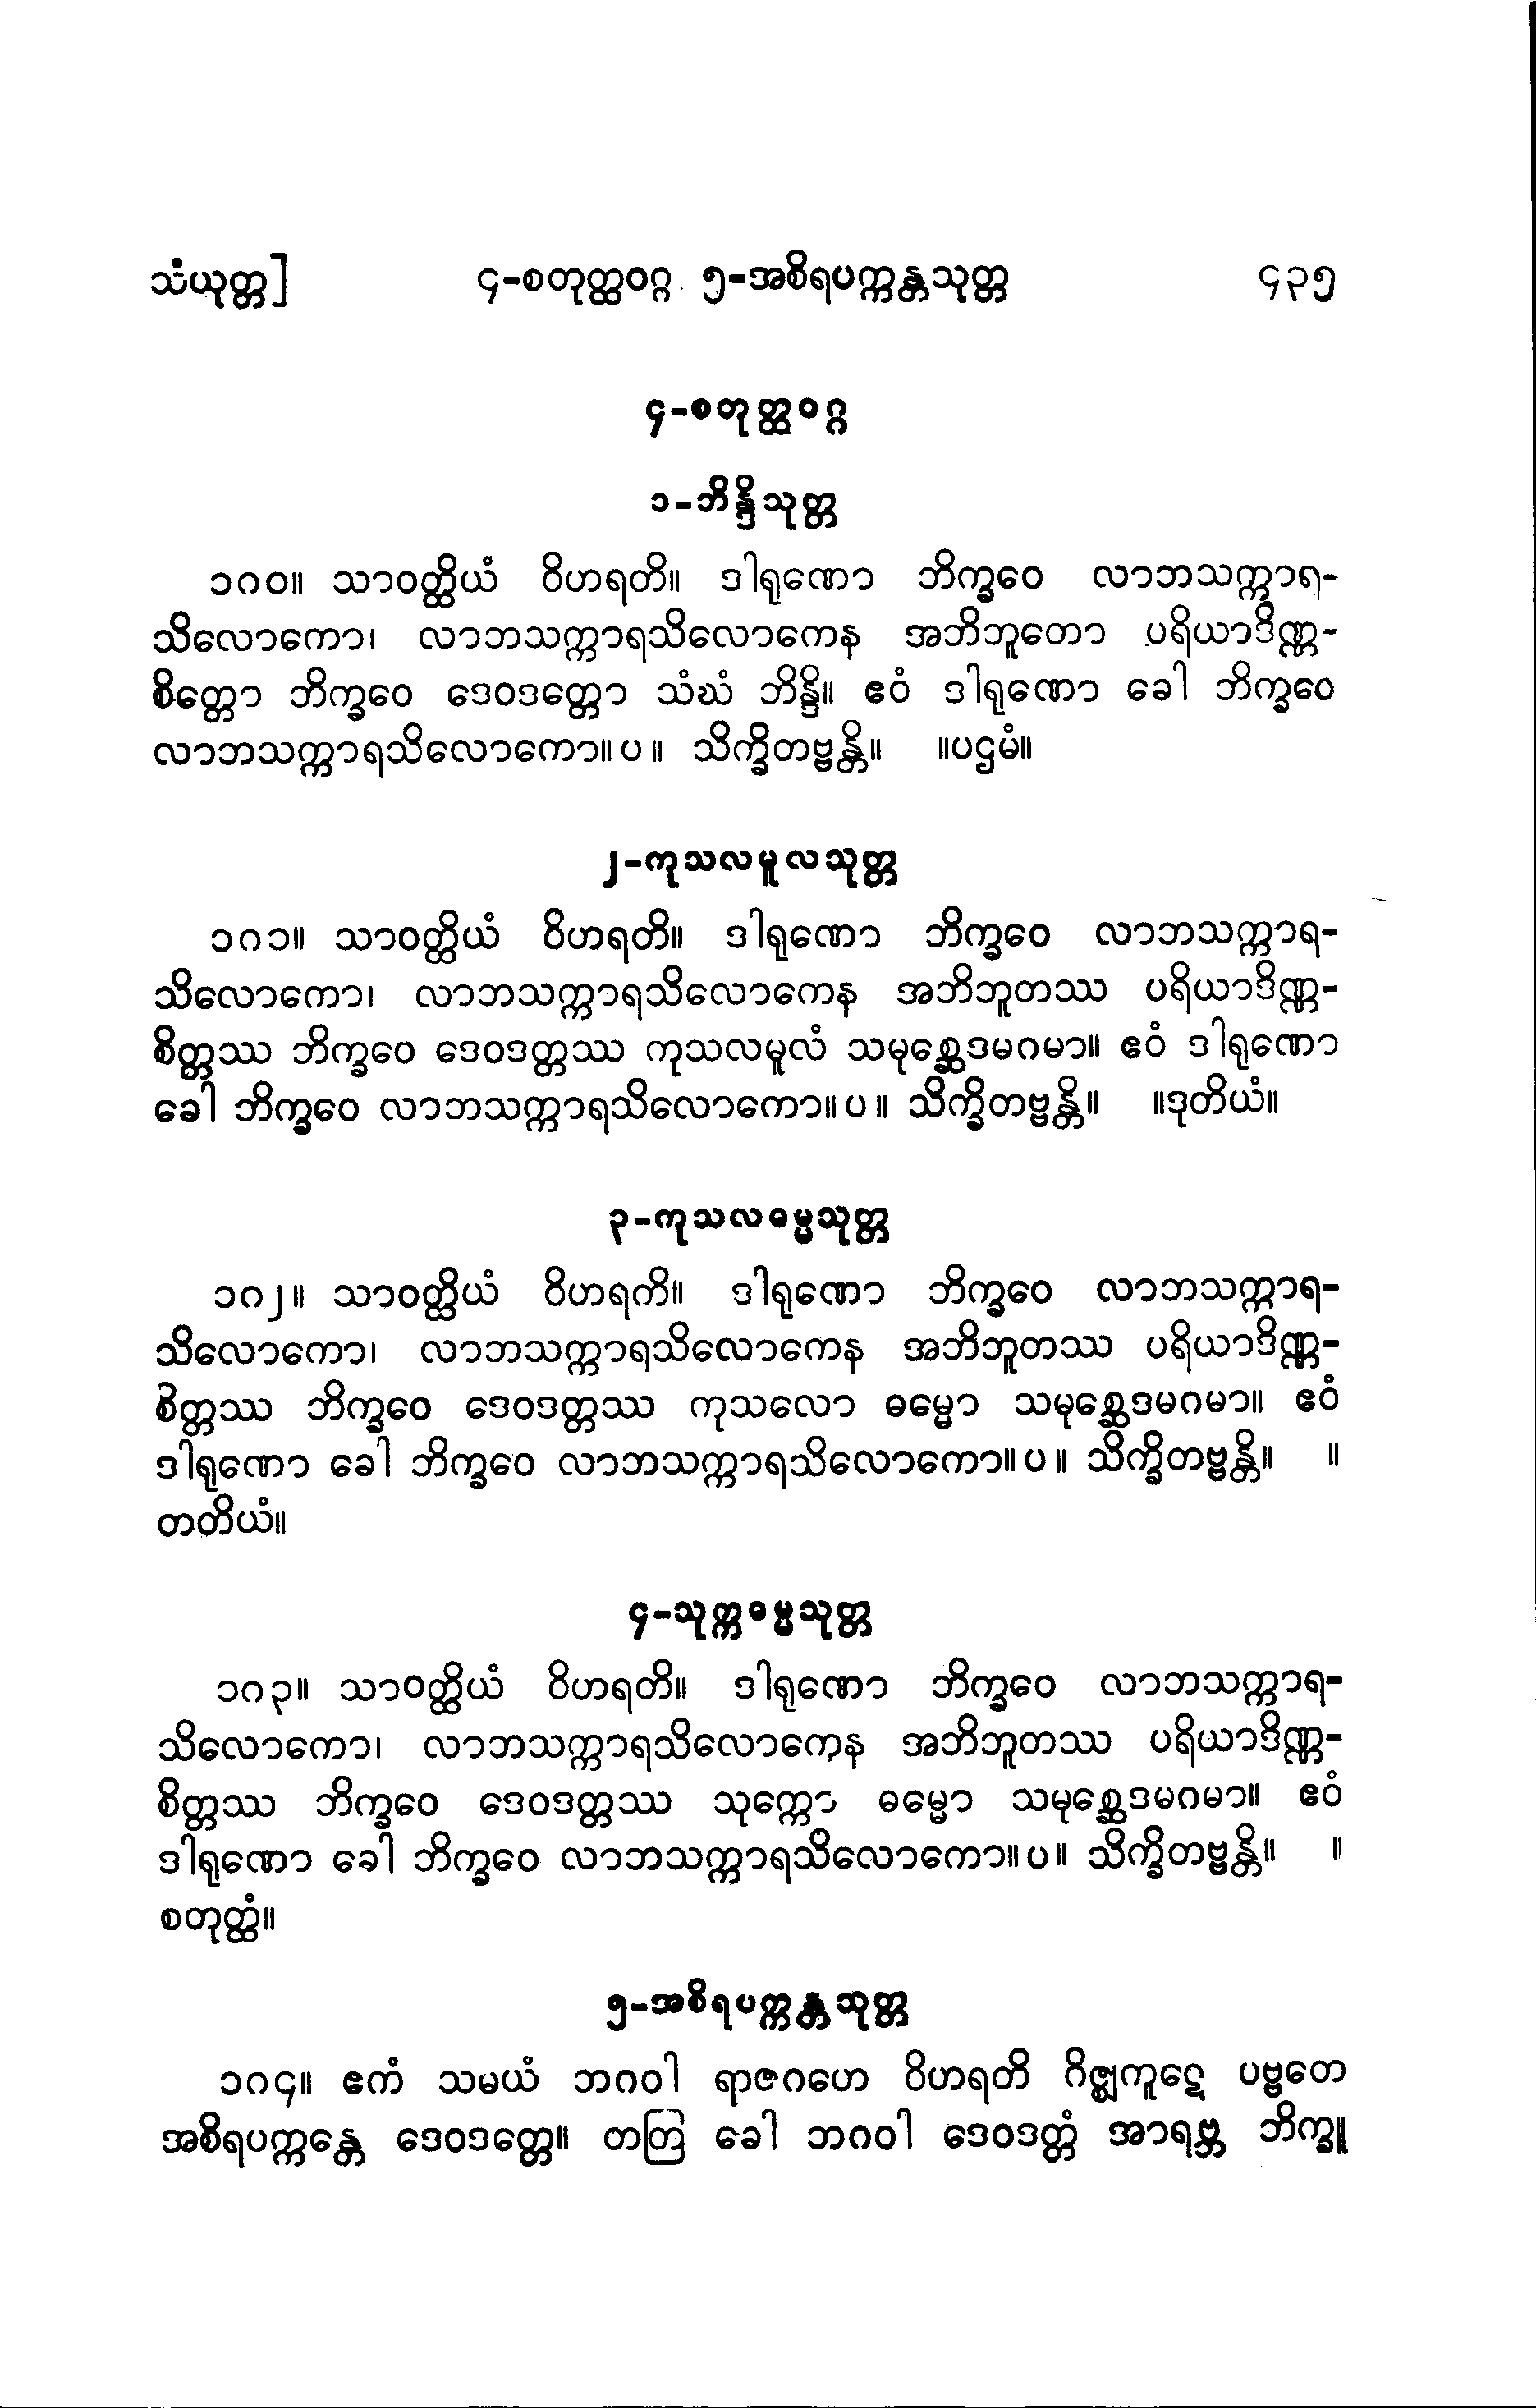 သံယုတ္တ] ၄-စတုတ္ထဝဂ္ဂ ၅-အစိရပက္ကန္တသုတ္တ ၄၃၅
၄-စတုတ္ထဝဂ္ဂ
၁-ဘိန္ဒိသုတ္တ
၁၈၀။ သာဝတ္ထိယံ ဝိဟရတိ။ ဒါရုဏော ဘိက္ခဝေ လာဘသက္ကာရ-
သိလောကော၊ လာဘသက္ကာရသိလောကေန အဘိဘူတော ပရိယာဒိဏ္ဏ-
စိတ္တော ဘိက္ခဝေ ဒေဝဒတ္တော သံဃံ ဘိန္ဒိ။ ဧဝံ ဒါရုဏော ခေါ ဘိက္ခဝေ
လာဘသက္ကာရသိလောကော။ပ။ သိက္ခိတဗ္ဗန္တိ။ ။ပဌမံ။
၂-ကုသလမူလသုတ္တ
၁၈၁။ သာဝတ္ထိယံ ဝိဟရတိ။ ဒါရုဏော ဘိက္ခဝေ လာဘသက္ကာရ-
သိလောကော၊ လာဘသက္ကာရသိလောကေန အဘိဘူတဿ ပရိယာဒိဏ္ဏ-
စိတ္တဿ ဘိက္ခဝေ ဒေဝဒတ္တဿ ကုသလမူလံ သမုစ္ဆေဒမဂမာ။ ဧဝံ ဒါရုဏော
ခေါ ဘိက္ခဝေ လာဘသက္ကာရသိလောကော။ပ။ သိက္ခိတဗ္ဗန္တိ။ ။ဒုတိယံ။
၃-ကုသလဓမ္မသုတ္တ
၁၈၂။ သာဝတ္ထိယံ ဝိဟရကိ။ ဒါရုဏော ဘိက္ခဝေ လာဘသက္ကာရ-
သိလောကော၊ လာဘသက္ကာရသိလောကေန အဘိဘူတဿ ပရိယာဒိဏ္ဏ-
စိတ္တဿ ဘိက္ခဝေ ဒေဝဒတ္တဿ ကုသလော ဓမ္မော သမုစ္ဆေဒမဂမာ။ ဧဝံ
ဒါရုဏော ခေါ ဘိက္ခဝေ လာဘသက္ကာရသိလောကော။ပ။ သိက္ခိတဗ္ဗန္တိ။ ။
တတိယံ။
၄-သုက္ကဓမ္မသုတ္တ
၁၈၃။ သာဝတ္ထိယံ ဝိဟရတိ။ ဒါရုဏော ဘိက္ခဝေ လာဘသက္ကာရ-
သိလောကော၊ လာဘသက္ကာရသိလောကေန အဘိဘူတဿ ပရိယာဒိဏ္ဏ-
စိတ္တဿ ဘိက္ခဝေ ဒေဝဒတ္တဿ သုက္ကော ဓမ္မော သမုစ္ဆေဒမဂမာ။ ဧဝံ
ဒါရုဏော ခေါ ဘိက္ခဝေ လာဘသက္ကာရသိလောကော။ပ။ သိက္ခိတဗ္ဗန္တိ။ ။
စတုတ္ထံ။
၅-အစိရပက္ကန္တသုတ္တ
၁၈၄။ ဧကံ သမယံ ဘဂဝါ ရာဇဂဟေ ဝိဟရတိ ဂိဇ္ဈကူဋေ ပဗ္ဗတေ
အစိရပက္ကန္တေ ဒေဝဒတ္တေ။ တတြ ခေါ ဘဂဝါ ဒေဝဒတ္တံ အာရဗ္ဘ ဘိက္ခူ